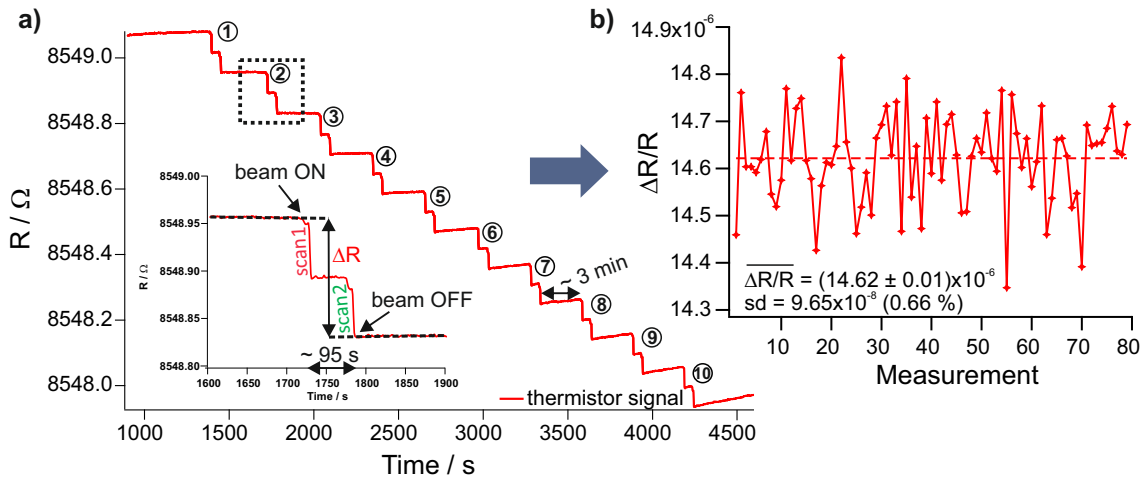 a)
R / Ω
8549.0
8548.8
8548.6
8548.4
8548.2
8548.0
1000 1500 2000 2500 3000 3500 4000 4500
Time / s
①
②
③
④
⑤
⑥
⑦
⑧
⑨
⑩
~ 3 min
thermistor signal
R / Ω
8549.00
8548.95
8548.90
8548.85
8548.80
1600 1650 1700 1750 1800 1850 1900
Time / s
beam ON
scan1
ΔR
scan2
beam OFF
~ 95 s
b)
ΔR/R
14.9x10⁻⁶
14.8
14.7
14.6
14.5
14.4
14.3
10 20 30 40 50 60 70 80
Measurement
ΔR/R = (14.62 ± 0.01)x10⁻⁶
sd = 9.65x10⁻⁸ (0.66 %)